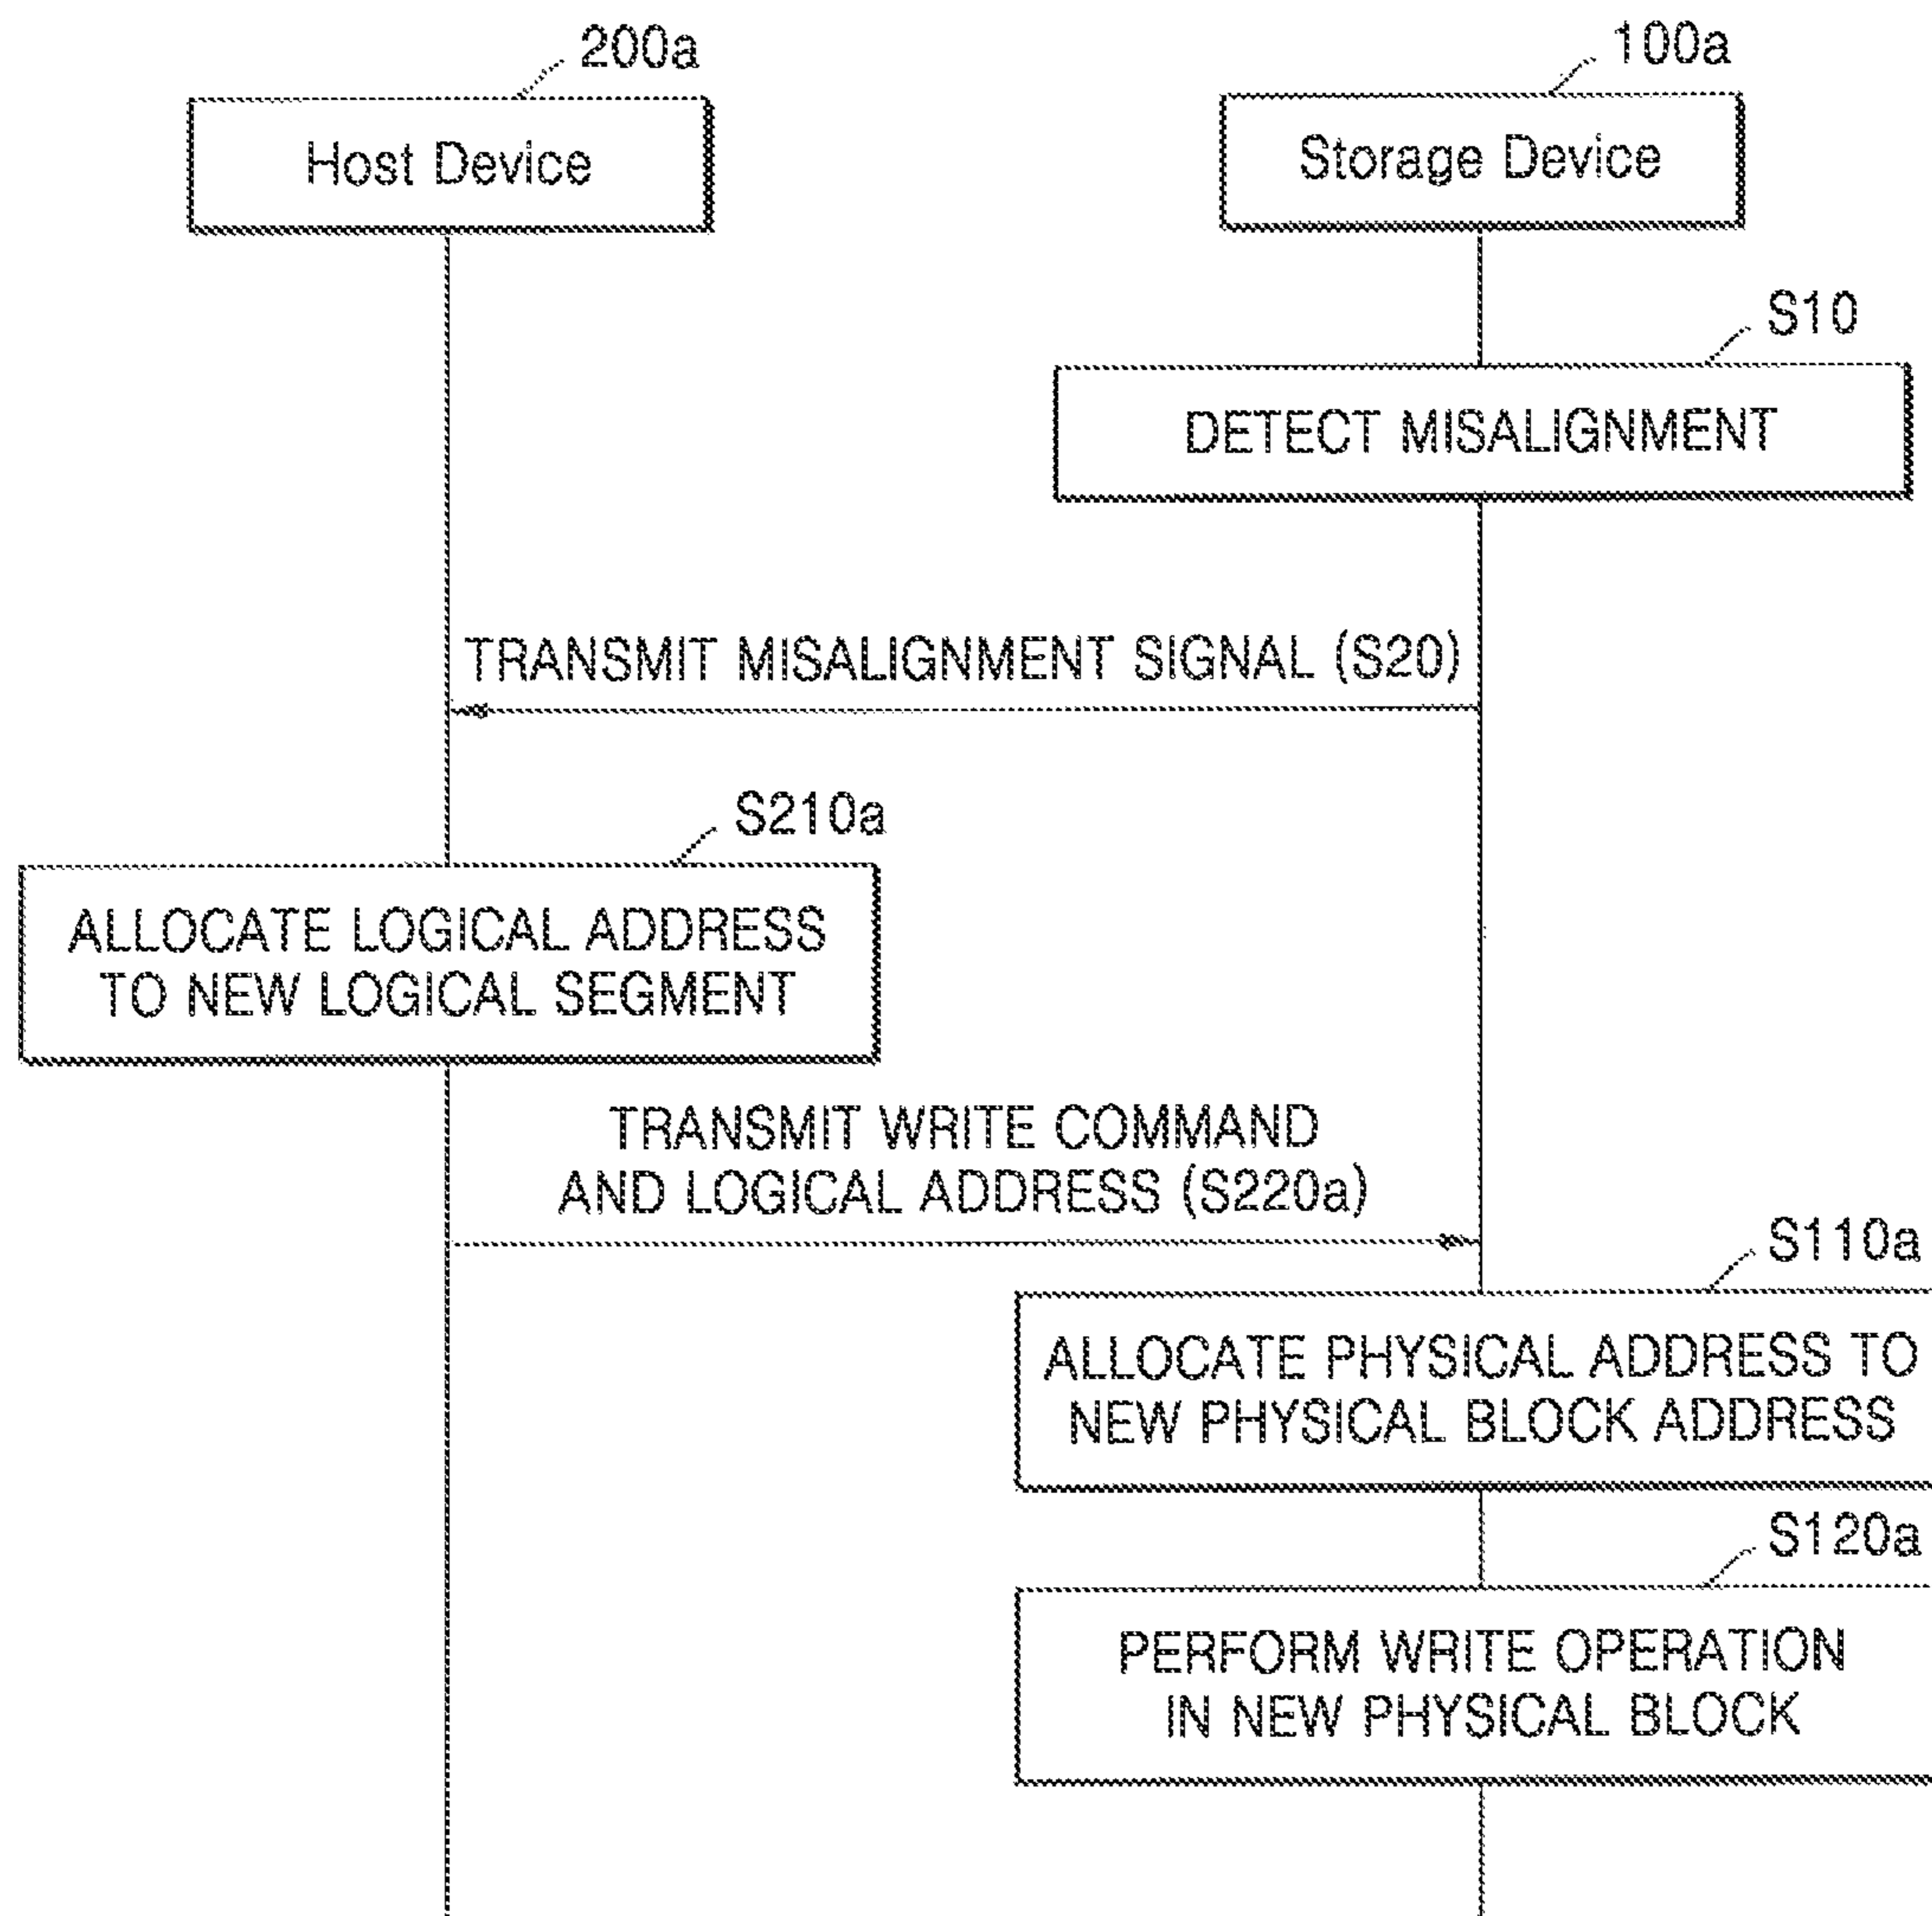 200a
100a
Host Device
Storage Device
S10
DETECT MISALIGNMENT
TRANSMIT MISALIGNMENT SIGNAL (S20)
S210a
ALLOCATE LOGICAL ADDRESS
TO NEW LOGICAL SEGMENT
TRANSMIT WRITE COMMAND
AND LOGICAL ADDRESS (S220a)
S110a
ALLOCATE PHYSICAL ADDRESS TO
NEW PHYSICAL BLOCK ADDRESS
S120a
PERFORM WRITE OPERATION
IN NEW PHYSICAL BLOCK